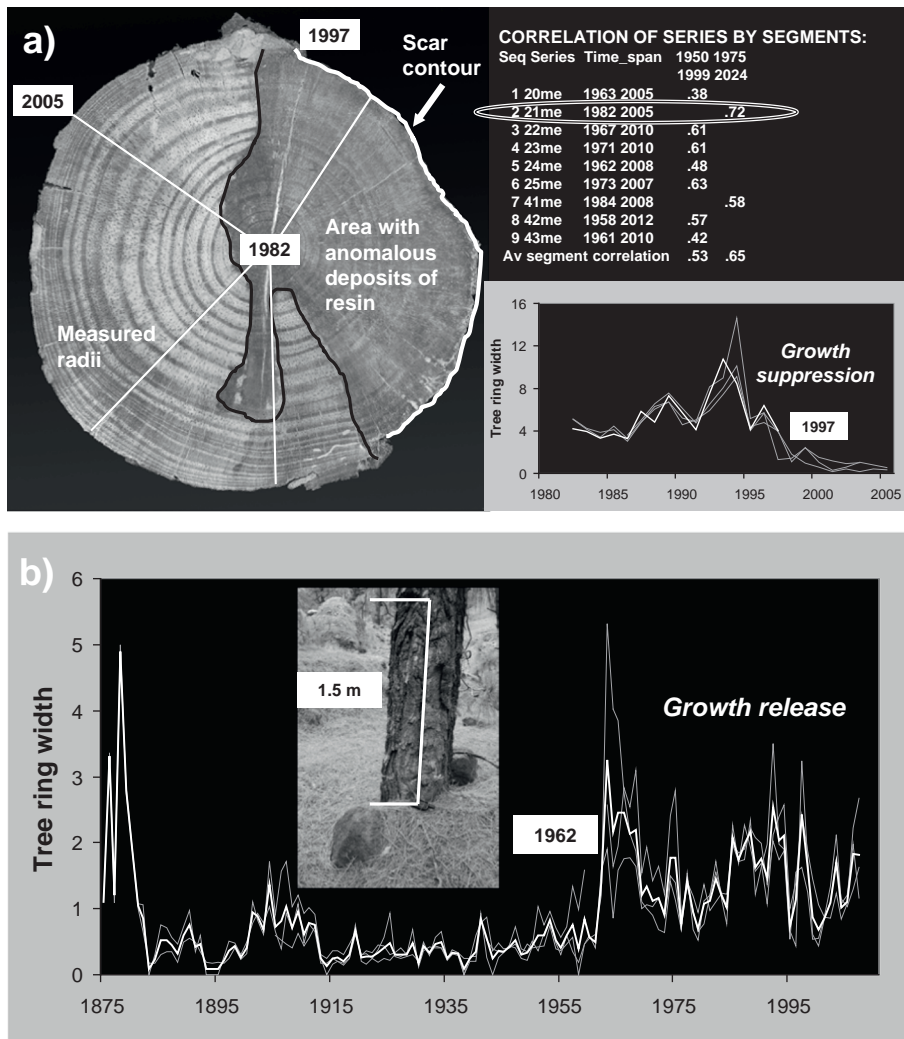 a)
1997
Scar
contour
2005
1982
Area with
anomalous
deposits of
resin
Measured
radii
CORRELATION OF SERIES BY SEGMENTS:
Seq Series Time_span 1950 1975
1999 2024
1 20me 1963 2005 .38
2 21me 1982 2005 .72
3 22me 1967 2010 .61
4 23me 1971 2010 .61
5 24me 1962 2008 .48
6 25me 1973 2007 .63
7 41me 1984 2008 .58
8 42me 1958 2012 .57
9 43me 1961 2010 .42
Av segment correlation .53 .65
Tree ring width
16
12
8
4
0
Growth
suppression
1997
1980 1985 1990 1995 2000 2005
b)
Tree ring width
6
5
4
3
2
1
0
1.5 m
Growth release
1962
1875 1895 1915 1935 1955 1975 1995